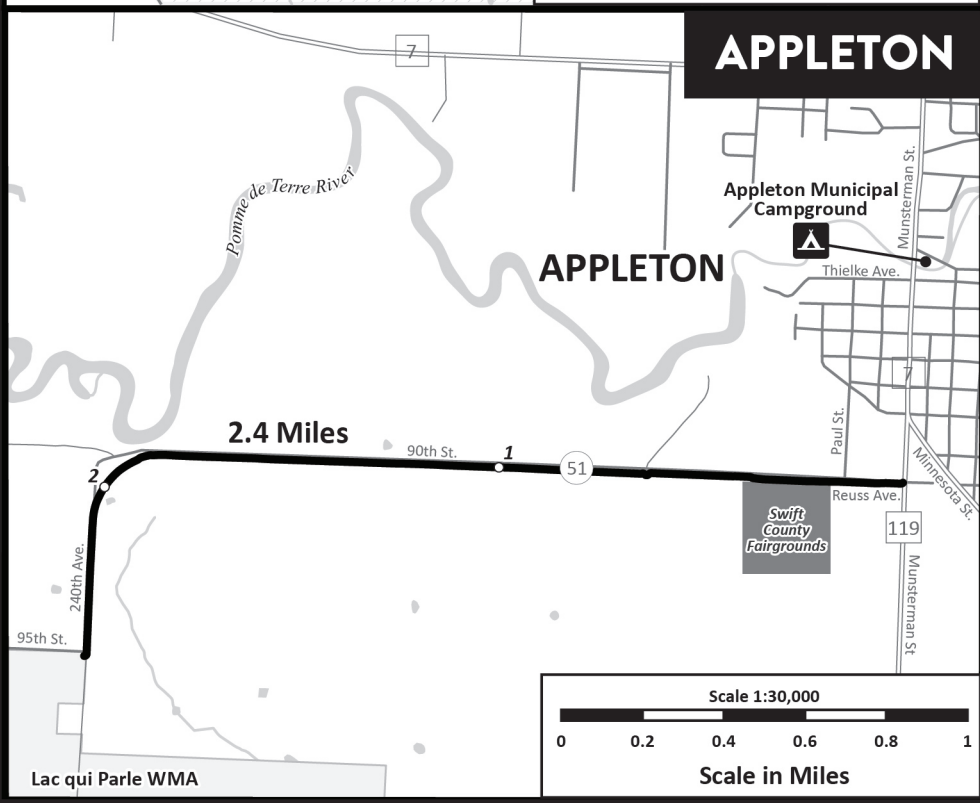 APPLETON
7
Pomme de Terre River
Munsterman St.
Appleton Municipal
Campground
APPLETON
Thielke Ave.
7
Paul St.
2.4 Miles
90th St.
1
51
2
Minnesota St.
Reuss Ave.
Swift
County
Fairgrounds
119
240th Ave.
Munsterman St
95th St.
Lac qui Parle WMA
Scale 1:30,000
0 0.2 0.4 0.6 0.8 1
Scale in Miles